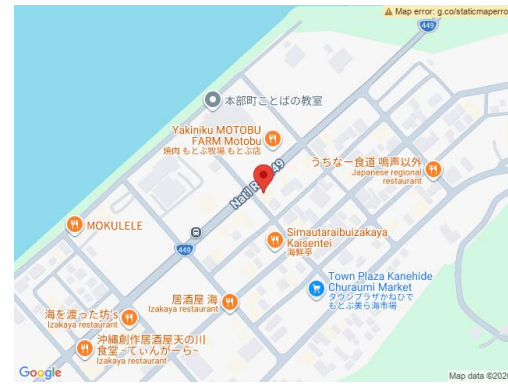 Map error: g.co/staticmaperro
449
本部町ことばの教室
Yakiniku MOTOBU
FARM Motobu
焼肉 もとぶ牧場 もとぶ店
うちなー食道 鳴声以外
Japanese regional
restaurant
Nat'l R 49
MOKULELE
449
Simautaraibuizakaya
Kaisentei
海鮮亭
Town Plaza Kanehide
Churaumi Market
タウンプラザかねひで
もとぶ美ら海市場
居酒屋 海
Izakaya restaurant
海を渡った坊's
Izakaya restaurant
沖縄創作居酒屋天の川
食堂 ~てぃんがーら~
Izakaya restaurant
449
Google
Map data ©2026